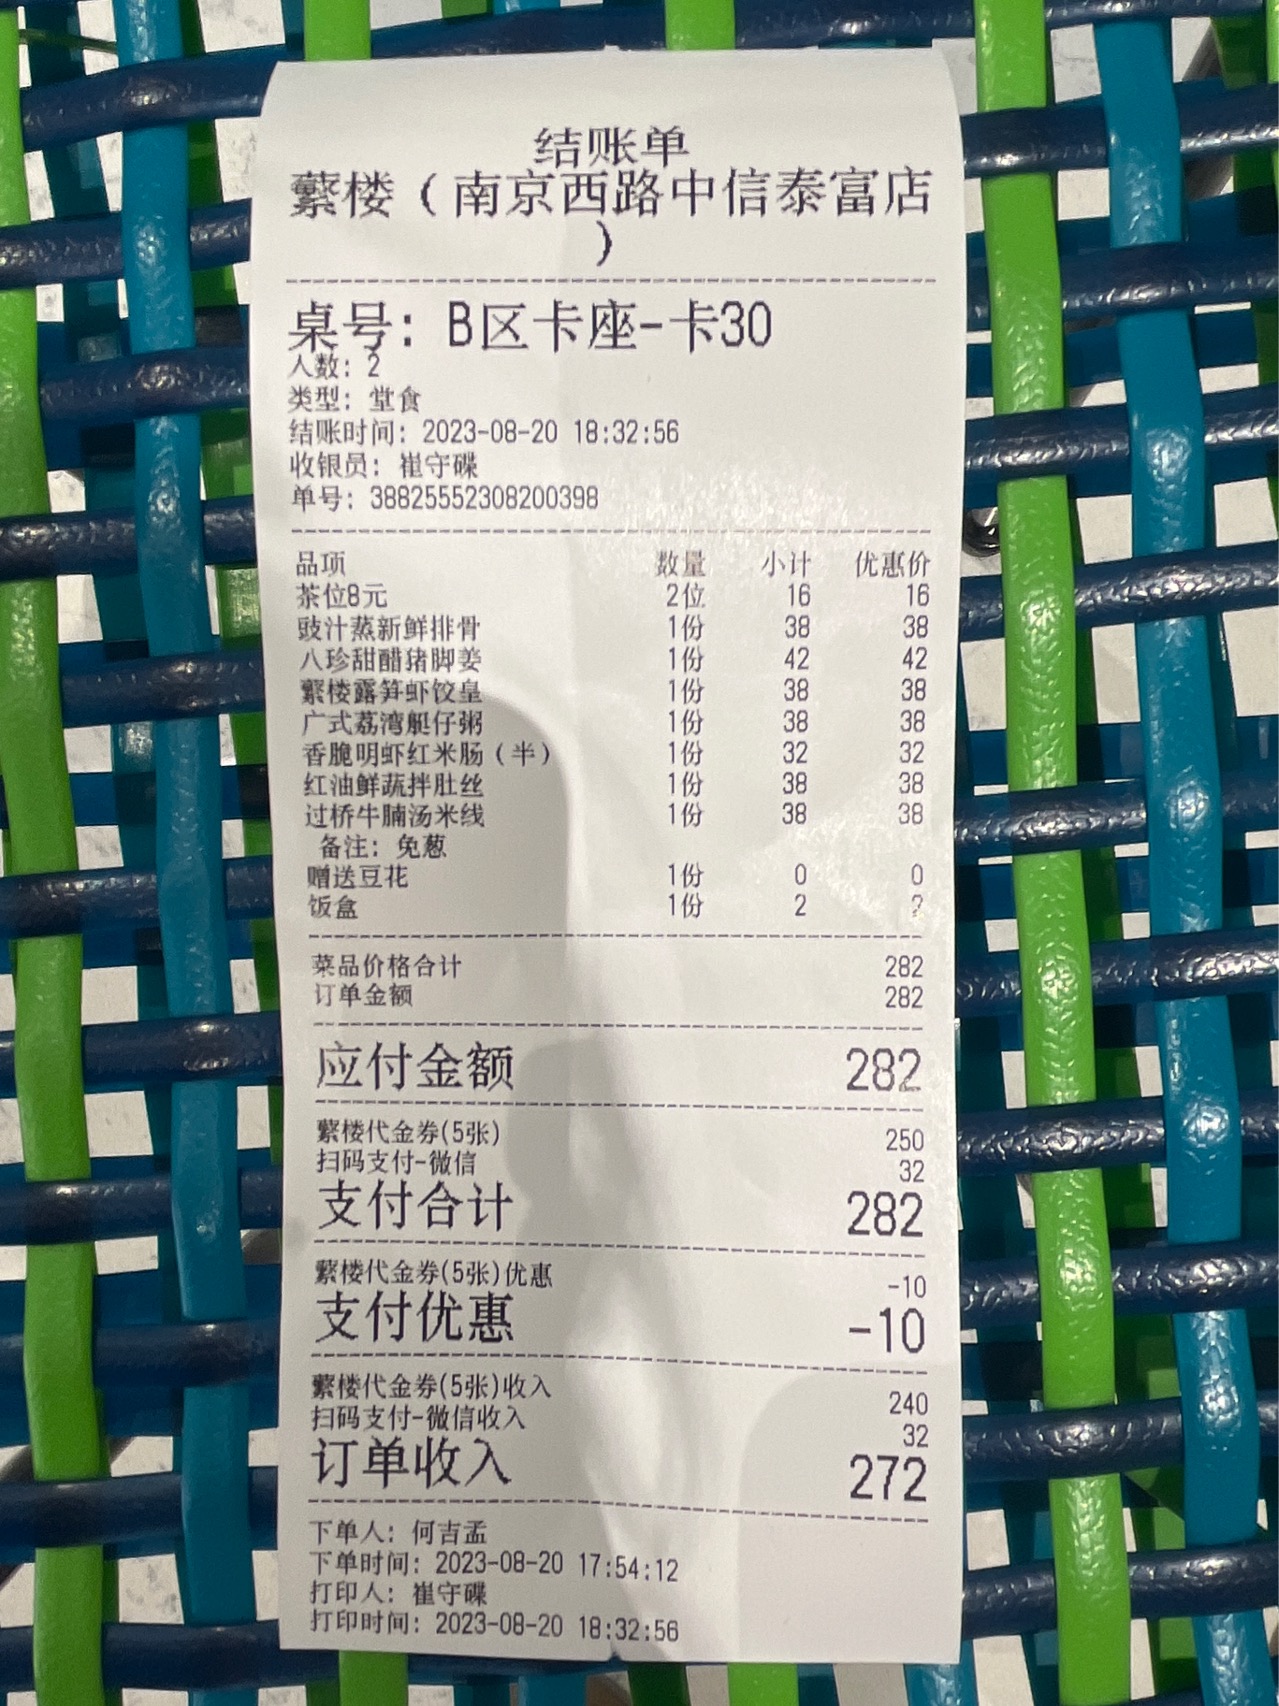 结账单
蘩楼（南京西路中信泰富店
）
桌号: B区卡座-卡30
人数: 2
类型: 堂食
结账时间: 2023-08-20 18:32:56
收银员: 崔守碟
单号: 38825552308200398
品项 数量 小计 优惠价
茶位8元 2位 16 16
豉汁蒸新鲜排骨 1份 38 38
八珍甜醋猪脚姜 1份 42 42
蘩楼露笋虾饺皇 1份 38 38
广式荔湾艇仔粥 1份 38 38
香脆明虾红米肠（半） 1份 32 32
红油鲜蔬拌肚丝 1份 38 38
过桥牛腩汤米线 1份 38 38
备注: 免葱
赠送豆花 1份 0 0
饭盒 1份 2 2
菜品价格合计 282
订单金额 282
应付金额 282
蘩楼代金券(5张) 250
扫码支付-微信 32
支付合计 282
蘩楼代金券(5张)优惠 -10
支付优惠 -10
蘩楼代金券(5张)收入 240
扫码支付-微信收入 32
订单收入 272
下单人: 何吉孟
下单时间: 2023-08-20 17:54:12
打印人: 崔守碟
打印时间: 2023-08-20 18:32:56